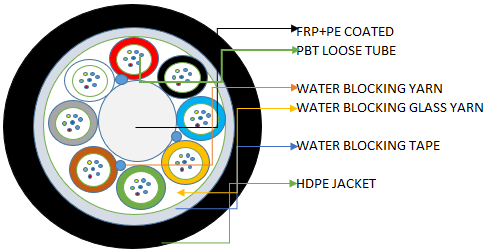 FRP+PE COATED
PBT LOOSE TUBE
WATER BLOCKING YARN
WATER BLOCKING GLASS YARN
WATER BLOCKING TAPE
HDPE JACKET